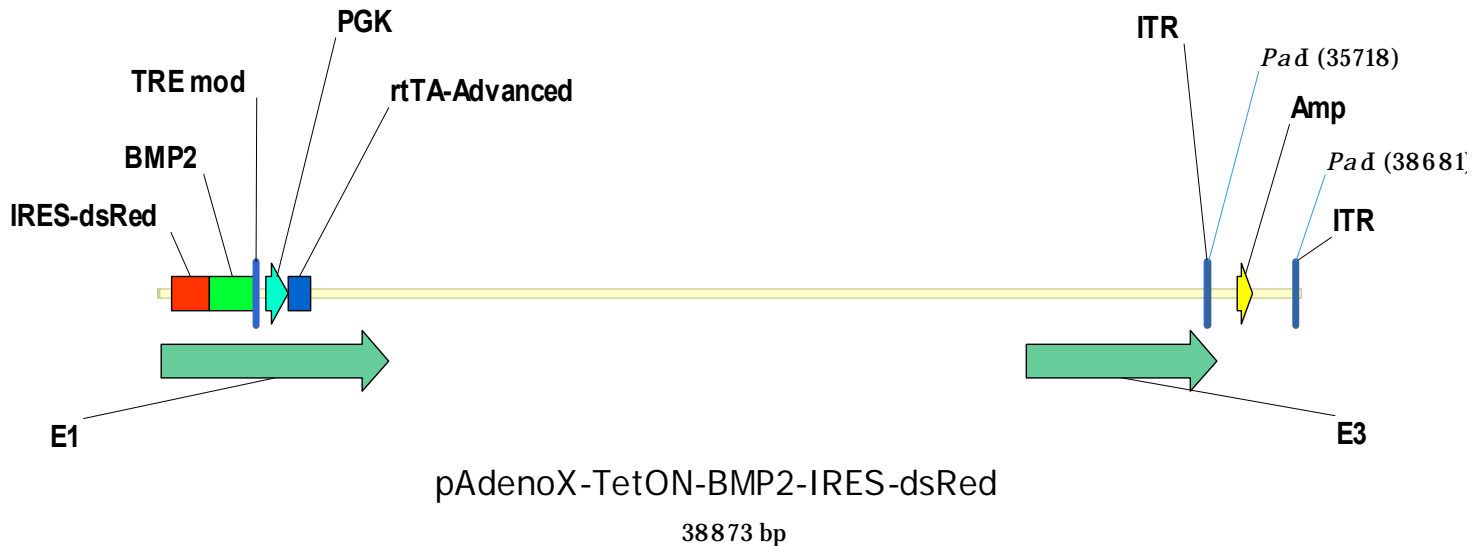 PGK
ITR
PacI (35718)
TRE mod
rtTA-Advanced
Amp
BMP2
PacI (38681)
IRES-dsRed
ITR
E1
E3
pAdenoX-TetON-BMP2-IRES-dsRed
38873 bp